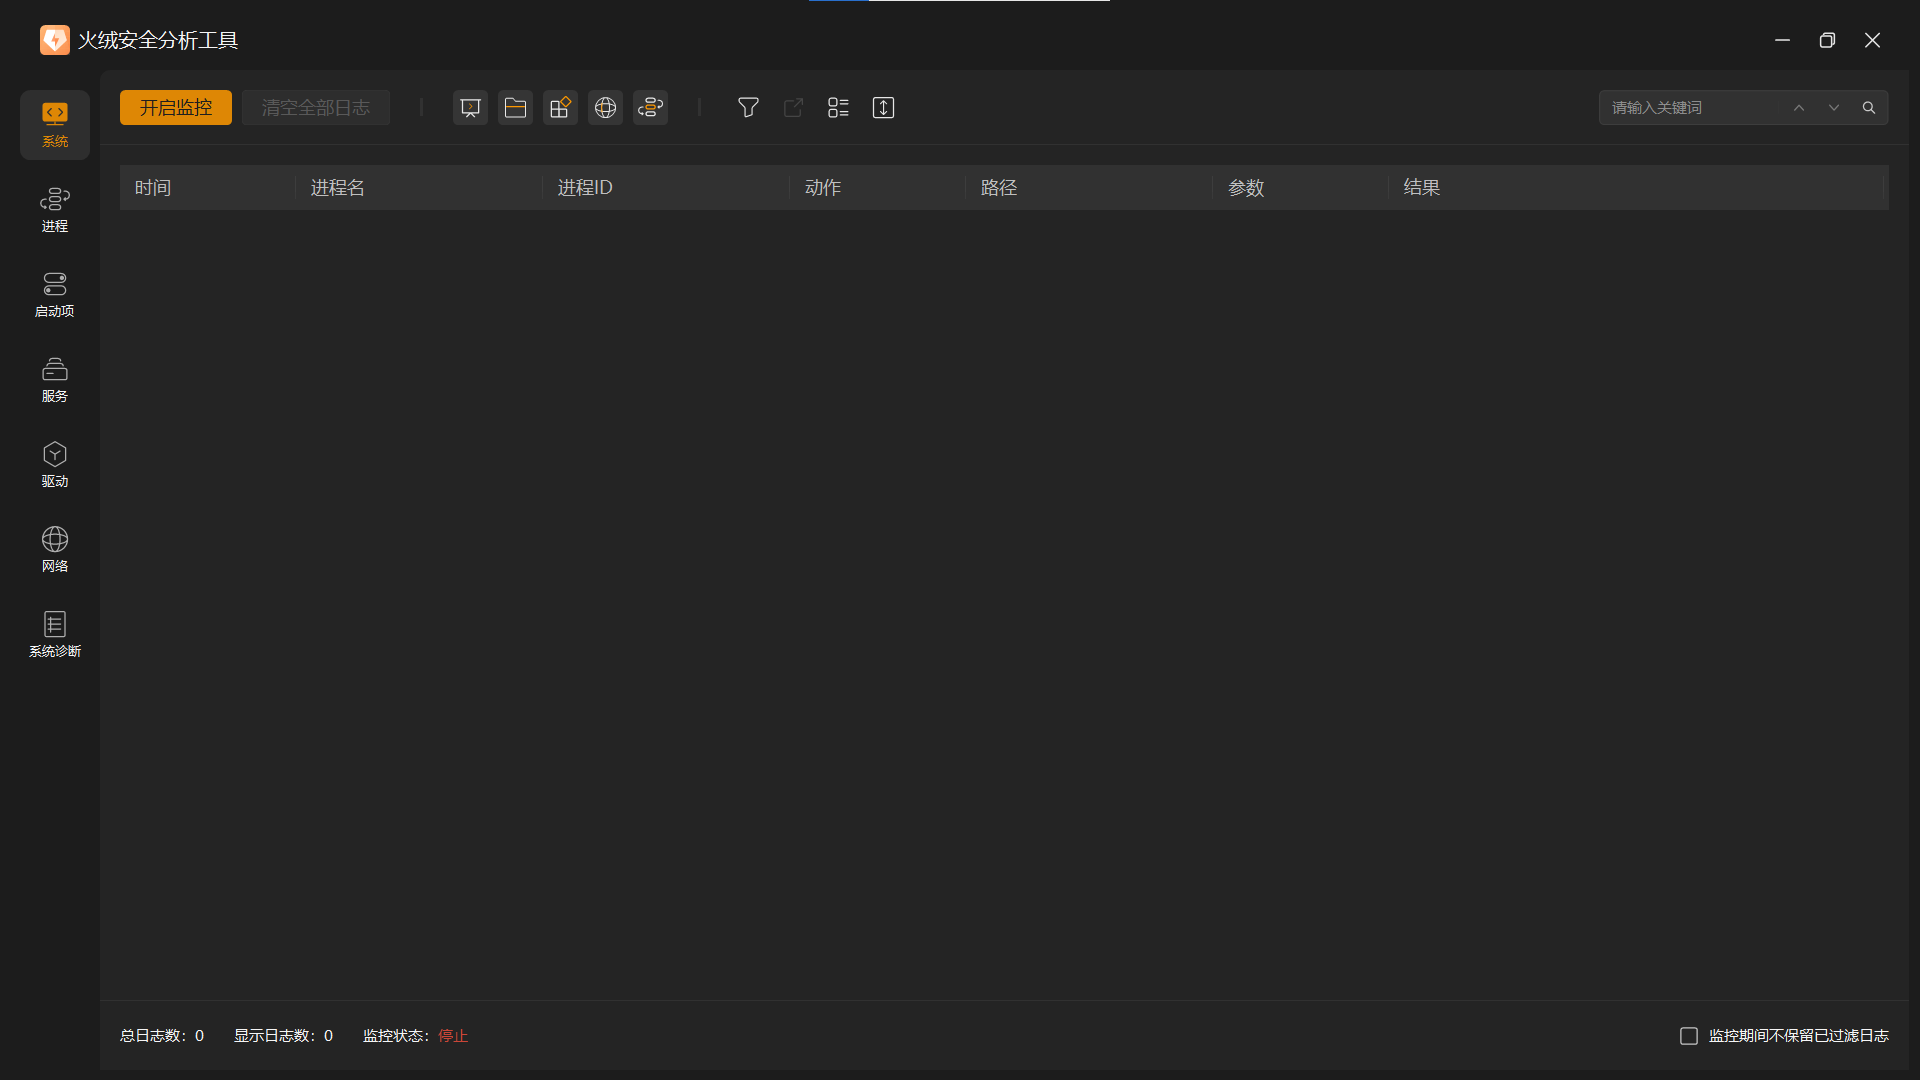 火绒安全分析工具
开启监控 清空全部日志 请输入关键词
系统
进程
启动项
服务
驱动
网络
系统诊断
时间 进程名 进程ID 动作 路径 参数 结果
总日志数：0 显示日志数：0 监控状态：停止 监控期间不保留已过滤日志